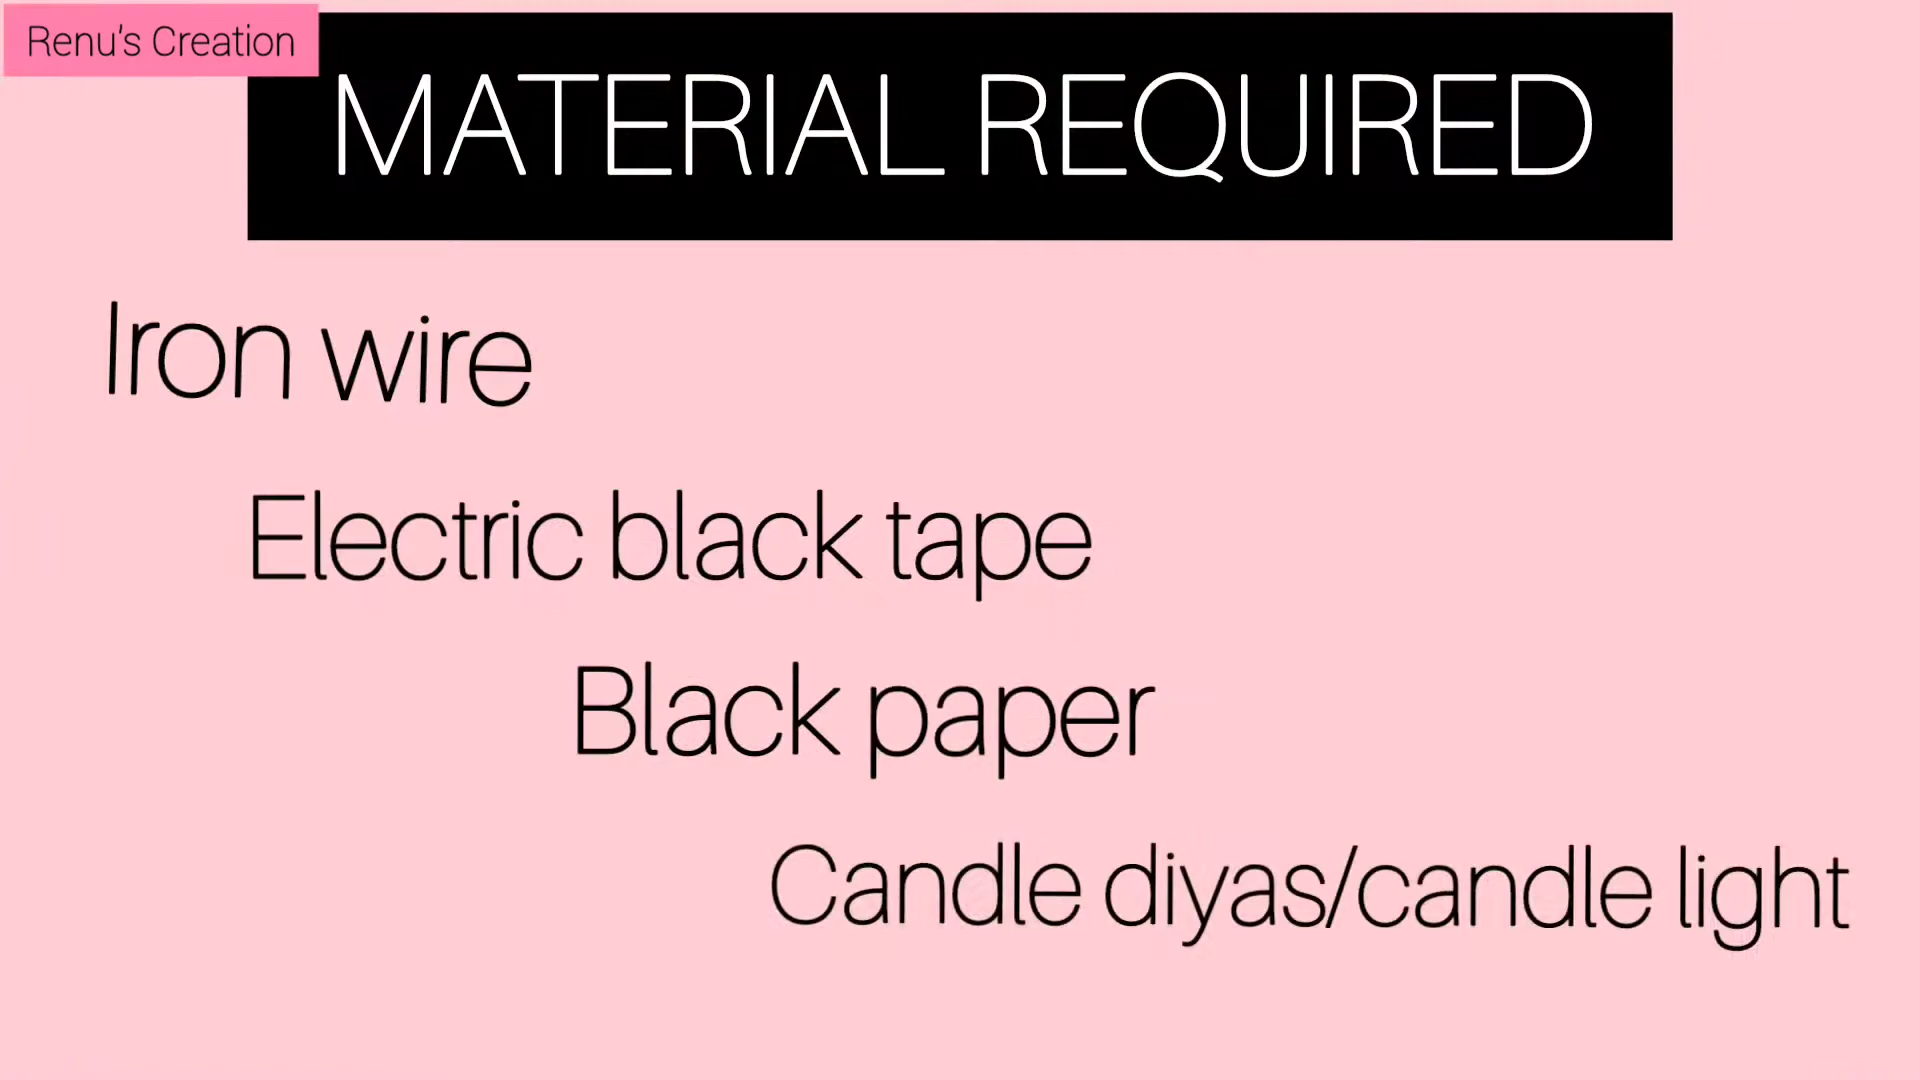 Renu's Creation
MATERIAL REQUIRED
Iron wire
Electric black tape
Black paper
Candle diyas/candle light